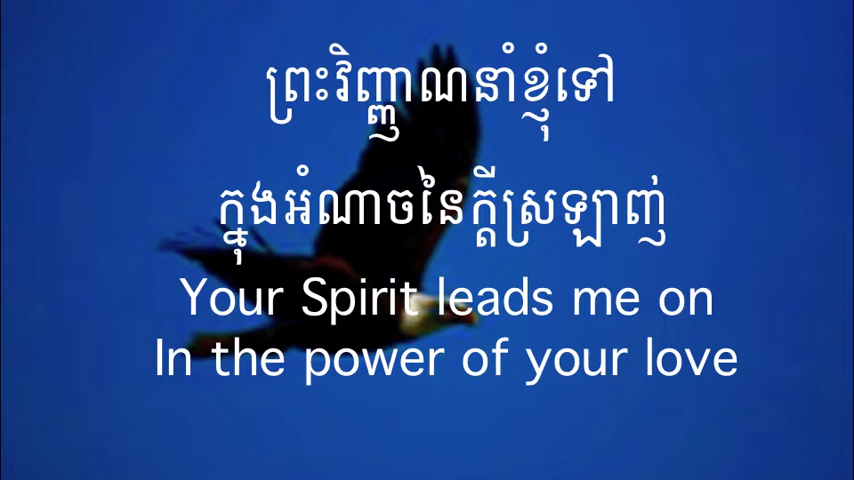 ព្រះវិញ្ញាណនាំខ្ញុំទៅ
ក្នុងអំណាចនៃក្ដីស្រឡាញ់
Your Spirit leads me on
In the power of your love